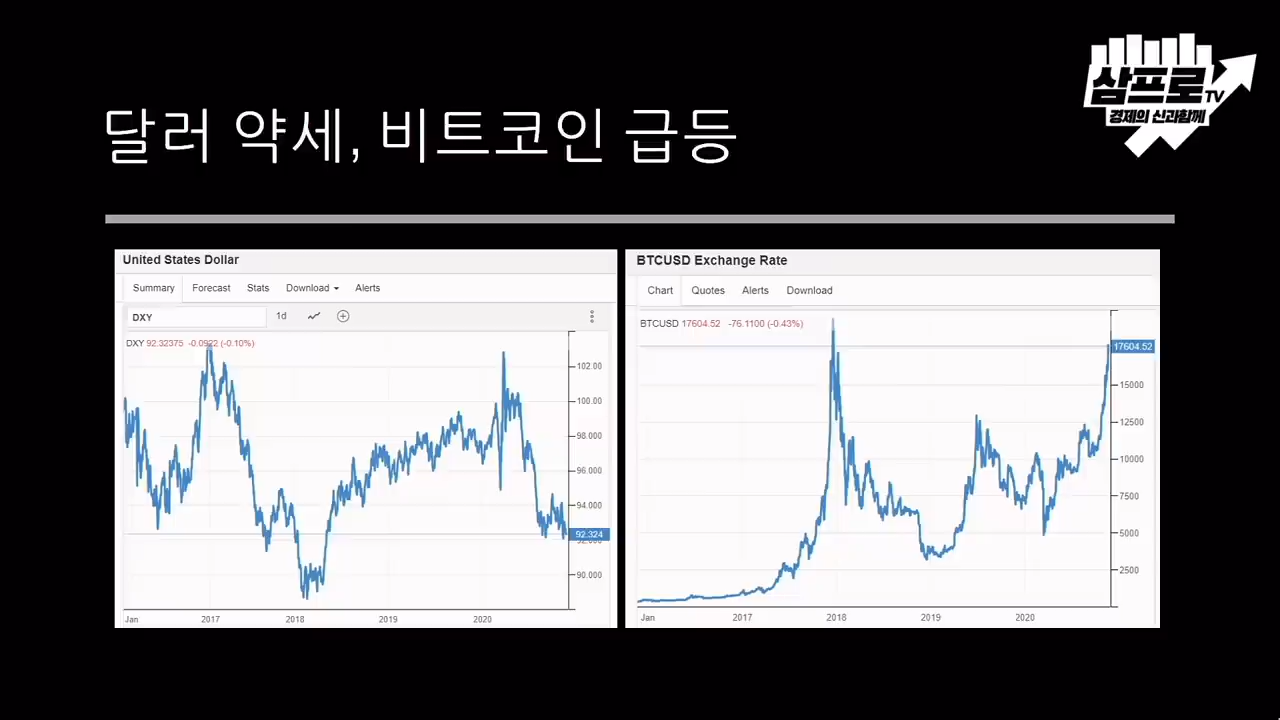 삼프로TV
경제의 신과함께
달러 약세, 비트코인 급등
United States Dollar
Summary Forecast Stats Download Alerts
DXY 1d
DXY 92.32375 -0.0922 (-0.10%)
102.00
100.00
98.000
96.000
94.000
92.324
92.000
90.000
Jan 2017 2018 2019 2020
BTCUSD Exchange Rate
Chart Quotes Alerts Download
BTCUSD 17604.52 -76.1100 (-0.43%)
17604.52
15000
12500
10000
7500
5000
2500
Jan 2017 2018 2019 2020